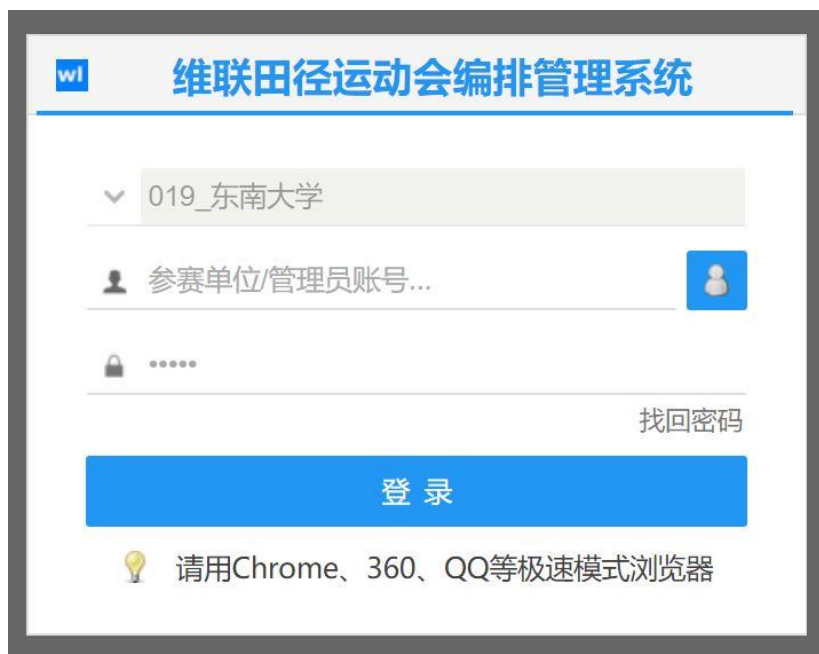 wl 维联田径运动会编排管理系统
019_东南大学
参赛单位/管理员账号...
•••••
找回密码
登 录
请用Chrome、360、QQ等极速模式浏览器